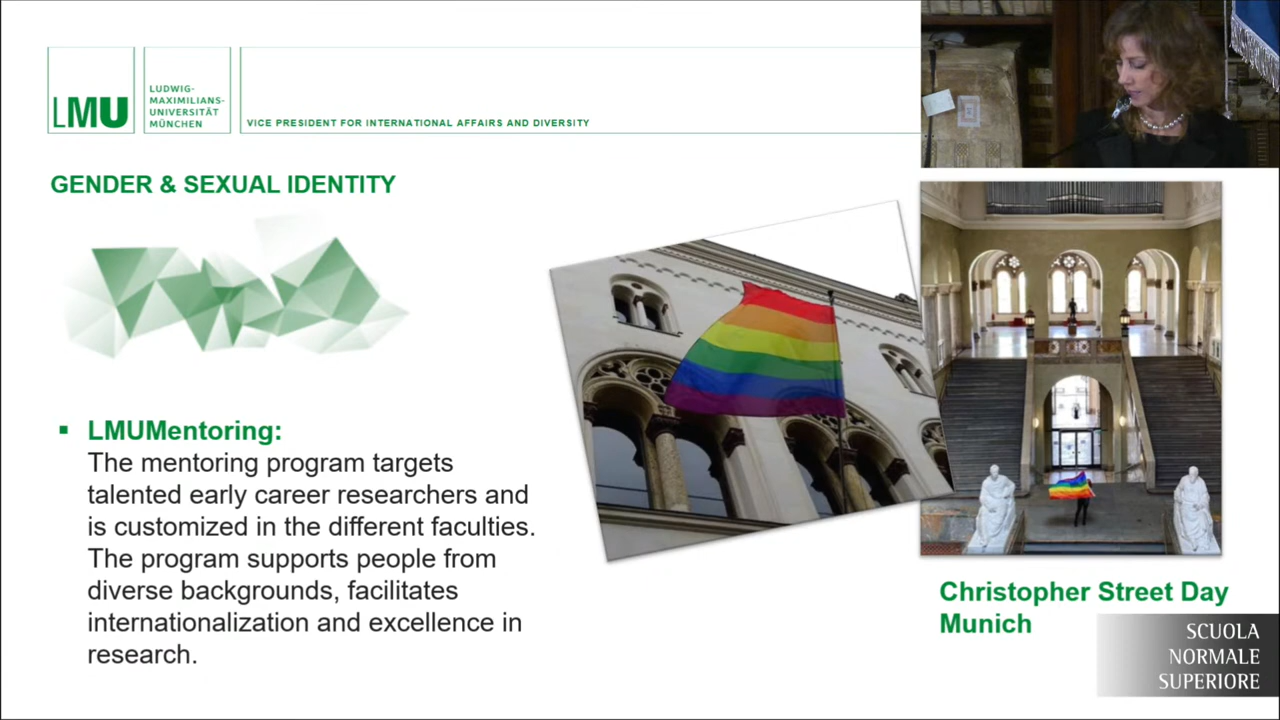 LMU
LUDWIG-
MAXIMILIANS-
UNIVERSITÄT
MÜNCHEN
VICE PRESIDENT FOR INTERNATIONAL AFFAIRS AND DIVERSITY
GENDER & SEXUAL IDENTITY
▪ LMUMentoring:
The mentoring program targets
talented early career researchers and
is customized in the different faculties.
The program supports people from
diverse backgrounds, facilitates
internationalization and excellence in
research.
Christopher Street Day
Munich
SCUOLA
NORMALE
SUPERIORE